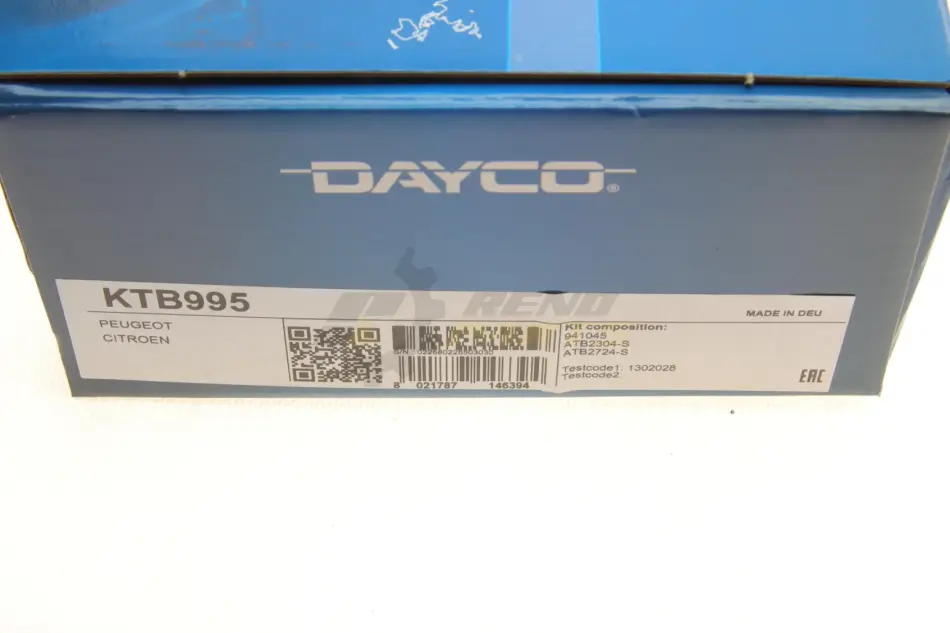 DAYCO®
KTB995
PEUGEOT
CITROEN
RENO
MADE IN DEU
Kit composition:
941045
ATB2304-S
ATB2724-S
Testcode1: 1302028
Testcode2:
S/N:
8 021787 146394
EAC